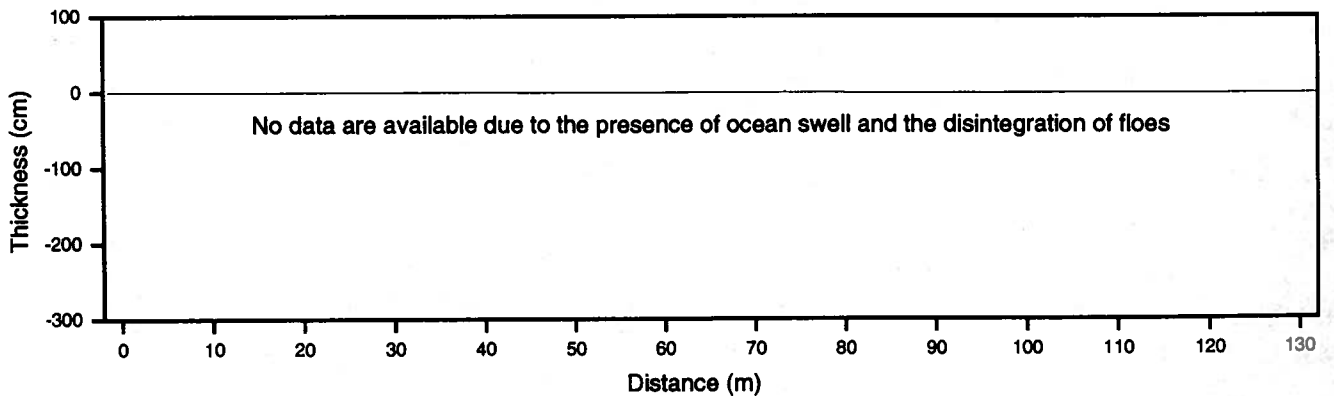 100
0
-100
-200
-300
Thickness (cm)
No data are available due to the presence of ocean swell and the disintegration of floes
0 10 20 30 40 50 60 70 80 90 100 110 120 130
Distance (m)